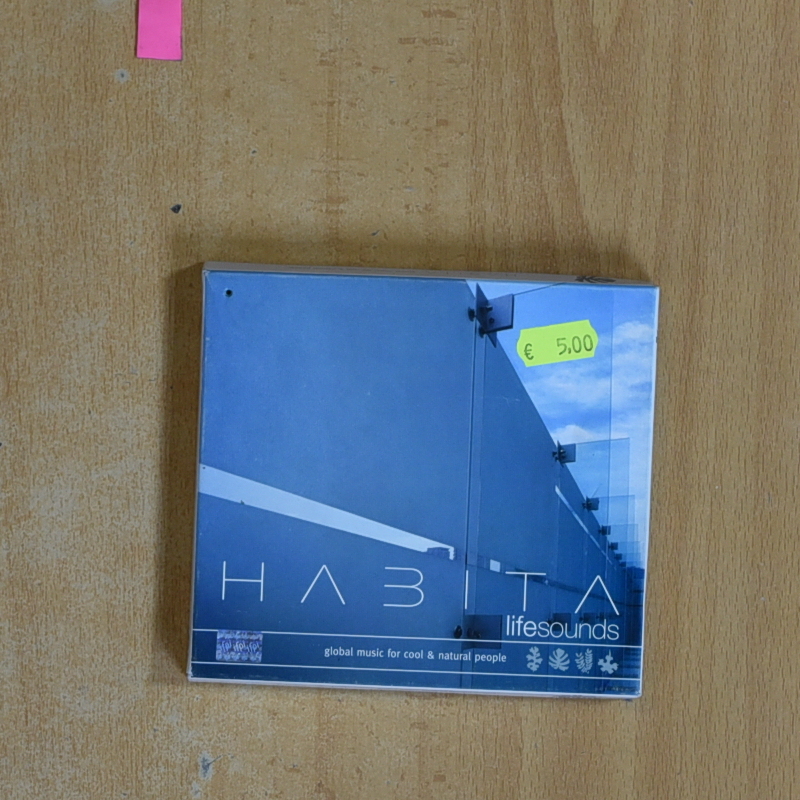 € 5,00
HABITA
lifesounds
global music for cool & natural people